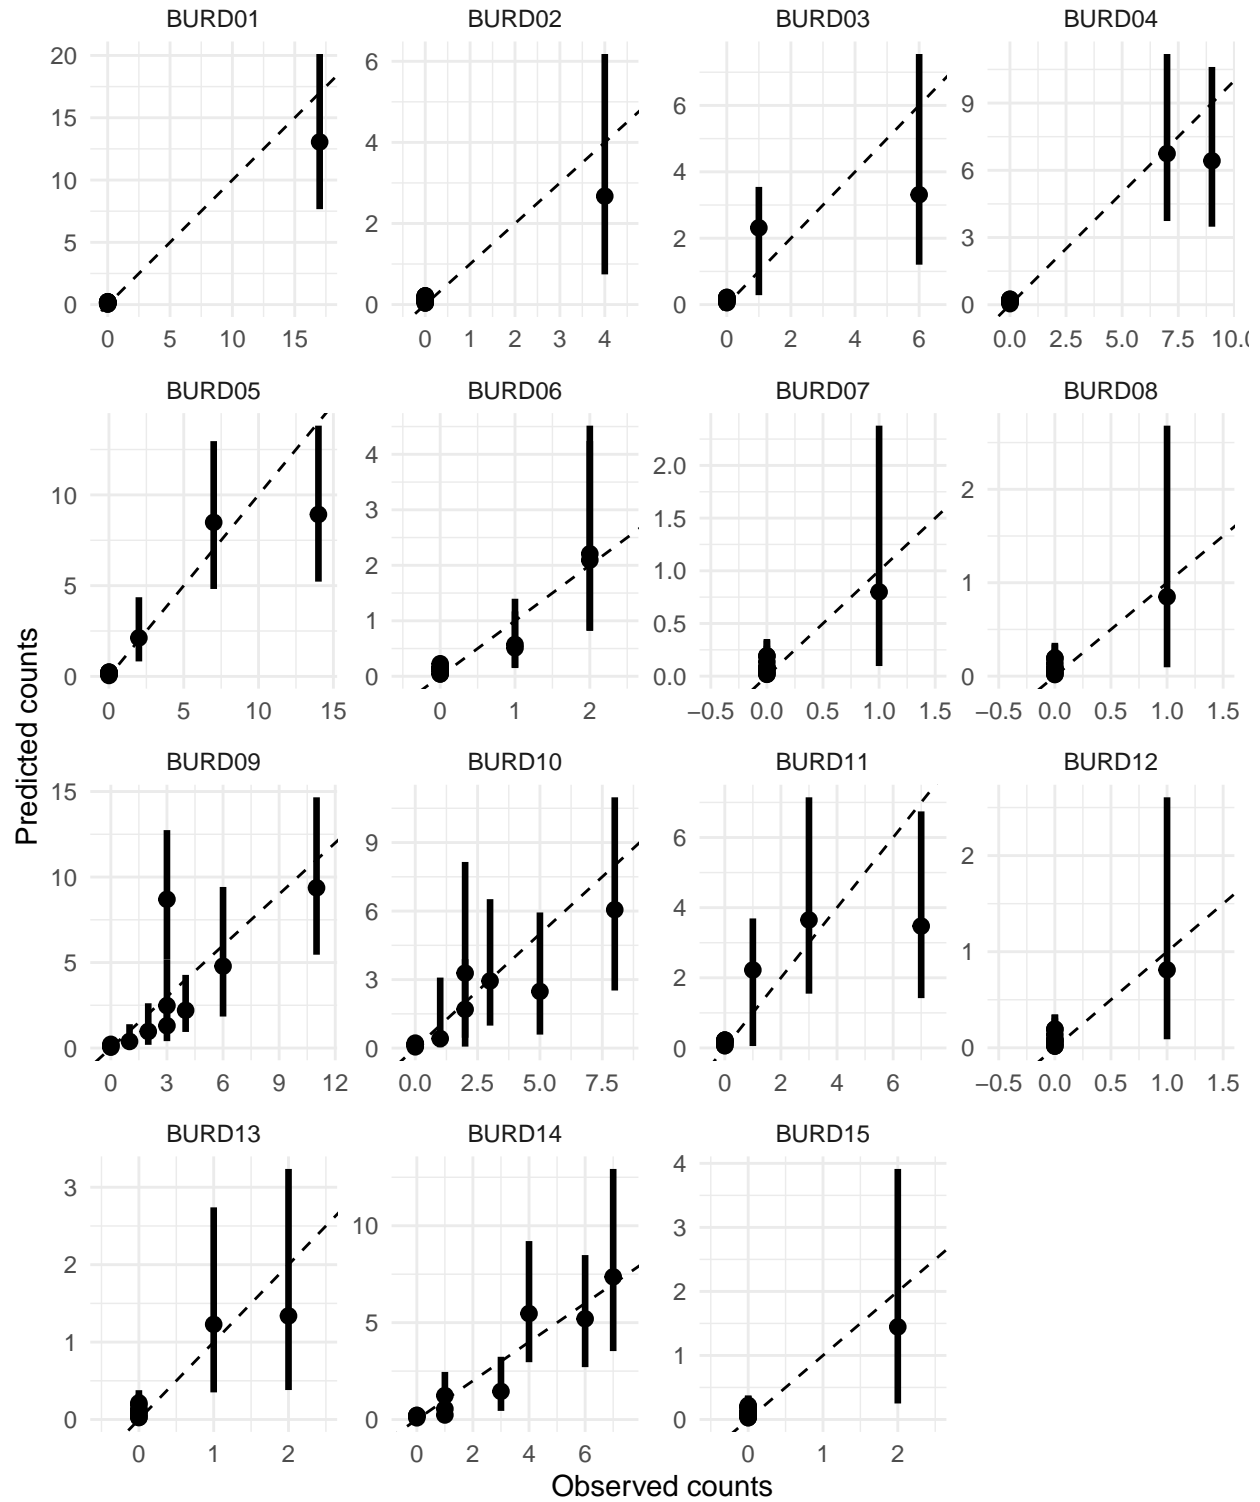 BURD01 BURD02 BURD03 BURD04
20 15 10 5 0
6 4 2 0
6 4 2 0
9 6 3 0
0 5 10 15
0 1 2 3 4
0 2 4 6
0.0 2.5 5.0 7.5 10.0
BURD05 BURD06 BURD07 BURD08
10 5 0
4 3 2 1 0
2.0 1.5 1.0 0.5 0.0
2 1 0
0 5 10 15
0 1 2
−0.5 0.0 0.5 1.0 1.5
−0.5 0.0 0.5 1.0 1.5
Predicted counts
BURD09 BURD10 BURD11 BURD12
15 10 5 0
9 6 3 0
6 4 2 0
2 1 0
0 3 6 9 12
0.0 2.5 5.0 7.5
0 2 4 6
−0.5 0.0 0.5 1.0 1.5
BURD13 BURD14 BURD15
3 2 1 0
10 5 0
4 3 2 1 0
0 1 2
0 2 4 6
0 1 2
Observed counts